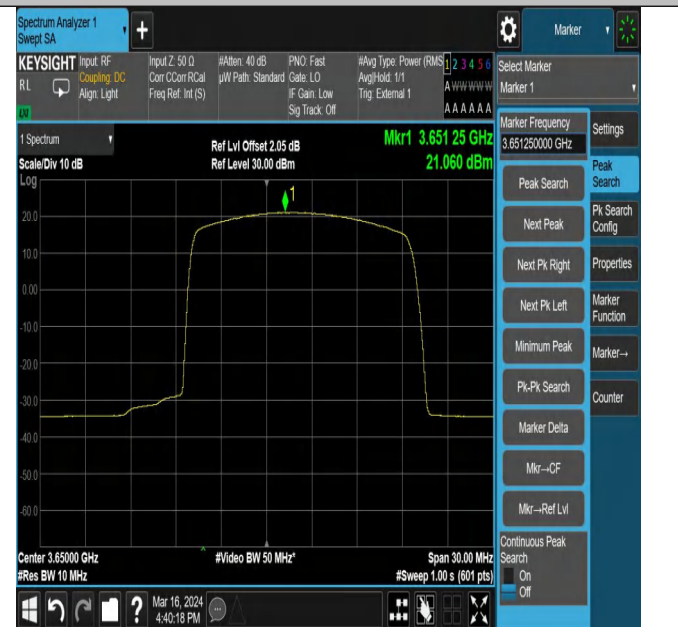 Spectrum Analyzer 1
Swept SA
+
Marker
KEYSIGHT
RL
Input: RF
Coupling: DC
Align: Light
Input Z: 50 Ω
Corr CCorr RCal
Freq Ref: Int (S)
#Atten: 40 dB
µW Path: Standard
PNO: Fast
Gate: LO
IF Gain: Low
Sig Track: Off
#Avg Type: Power (RMS
Avg|Hold: 1/1
Trig: External 1
1 2 3 4 5 6
A W W W W W
A A A A A A
1 Spectrum
Scale/Div 10 dB
Log
Ref Lvl Offset 2.05 dB
Ref Level 30.00 dBm
Mkr1 3.651 25 GHz
21.060 dBm
1
20.0
10.0
0.00
-10.0
-20.0
-30.0
-40.0
-50.0
-60.0
Center 3.65000 GHz
#Res BW 10 MHz
#Video BW 50 MHz*
Span 30.00 MHz
#Sweep 1.00 s (601 pts)
Select Marker
Marker 1
Marker Frequency
3.651250000 GHz
Peak Search
Next Peak
Next Pk Right
Next Pk Left
Minimum Peak
Pk-Pk Search
Marker Delta
Mkr→CF
Mkr→Ref Lvl
Continuous Peak
Search
On
Off
Settings
Peak
Search
Pk Search
Config
Properties
Marker
Function
Marker→
Counter
?
Mar 16, 2024
4:40:18 PM